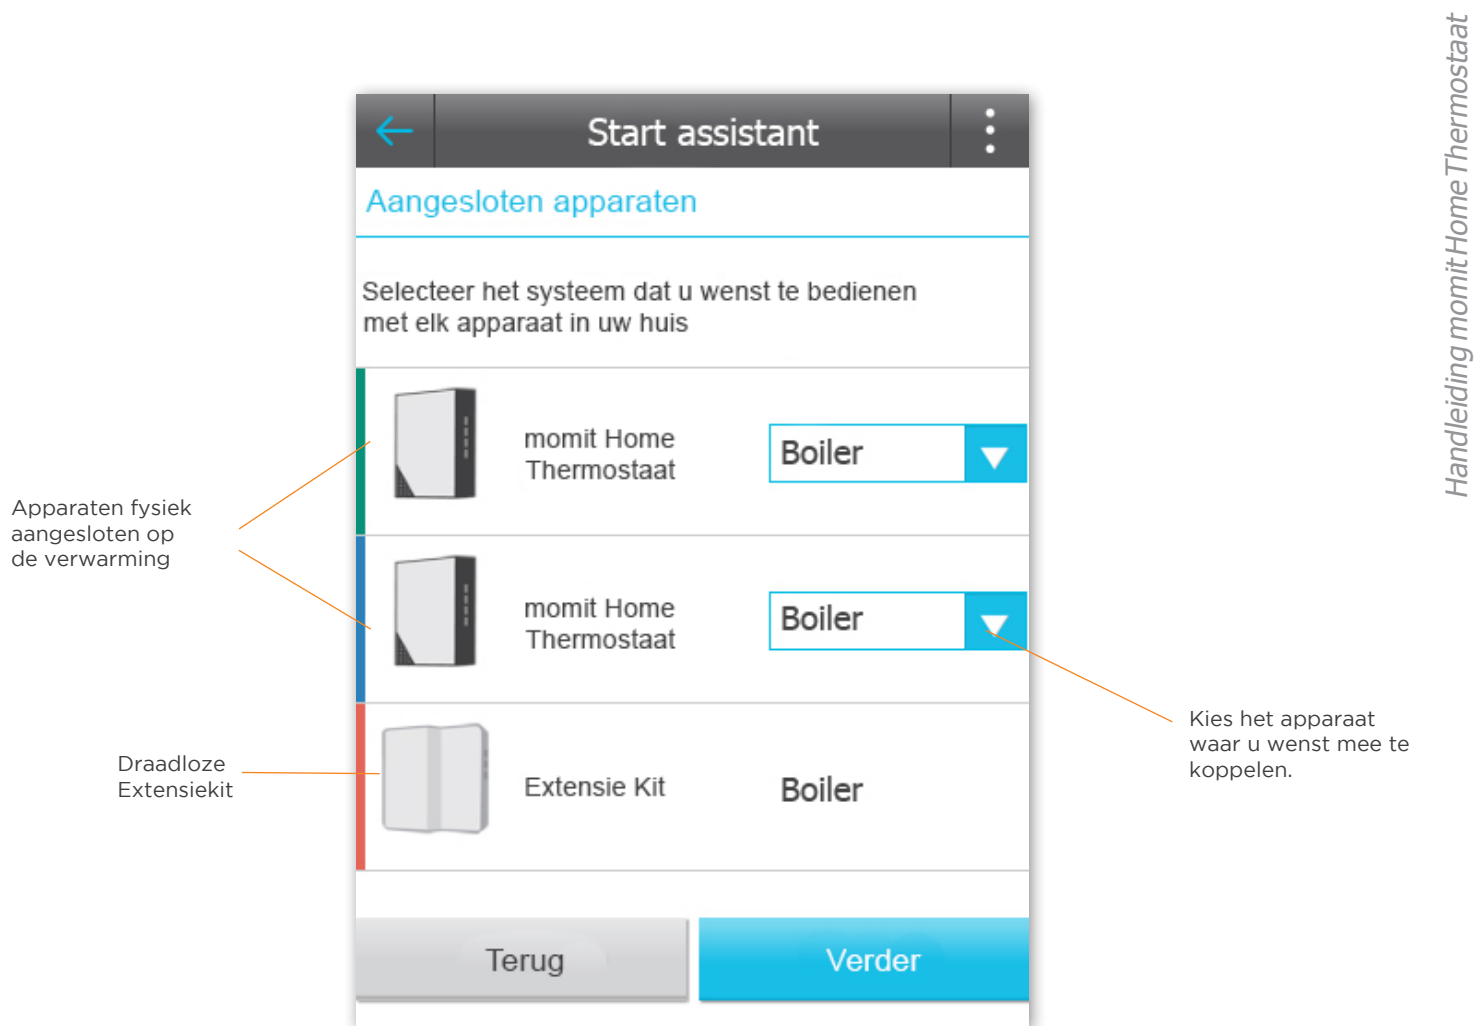 Handleiding momit Home Thermostaat
Start assistant
Aangesloten apparaten
Selecteer het systeem dat u wenst te bedienen
met elk apparaat in uw huis
momit Home
Thermostaat
Boiler
Apparaten fysiek
aangesloten op
de verwarming
momit Home
Thermostaat
Boiler
Kies het apparaat
waar u wenst mee te
koppelen.
Draadloze
Extensiekit
Extensie Kit
Boiler
Terug
Verder